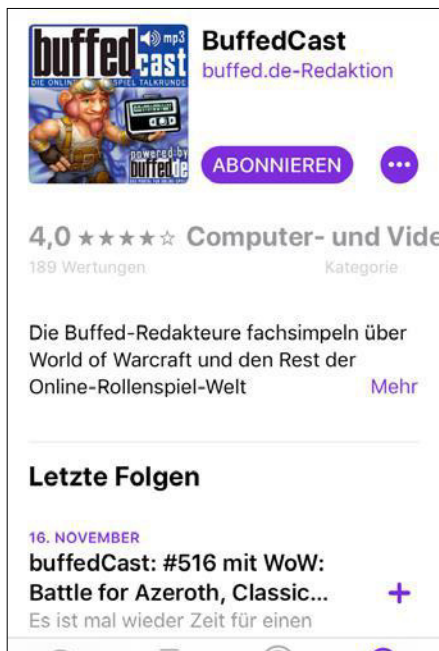 buffed mp3
cast
DIE ONLINE SPIEL TALKRUNDE
powered by
buffed.de
BuffedCast
buffed.de-Redaktion
ABONNIEREN
4,0 ★★★★☆ Computer- und Vide
189 Wertungen Kategorie
Die Buffed-Redakteure fachsimpeln über
World of Warcraft und den Rest der
Online-Rollenspiel-Welt Mehr
Letzte Folgen
16. NOVEMBER
buffedCast: #516 mit WoW:
Battle for Azeroth, Classic...
Es ist mal wieder Zeit für einen